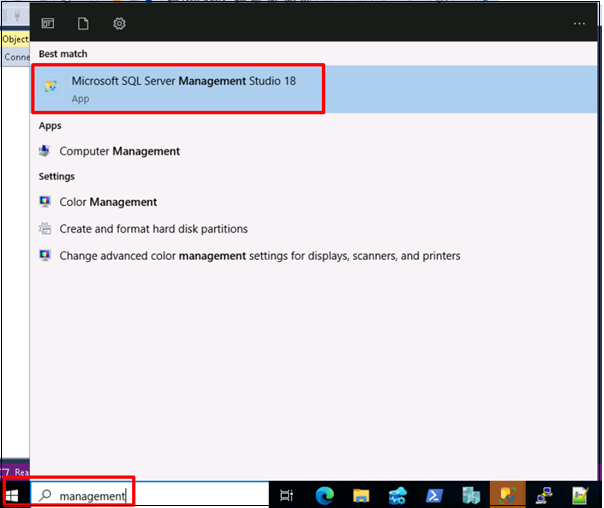 Object
Conne
Best match
Microsoft SQL Server Management Studio 18
App
Apps
Computer Management
Settings
Color Management
Create and format hard disk partitions
Change advanced color management settings for displays, scanners, and printers
Rea
management